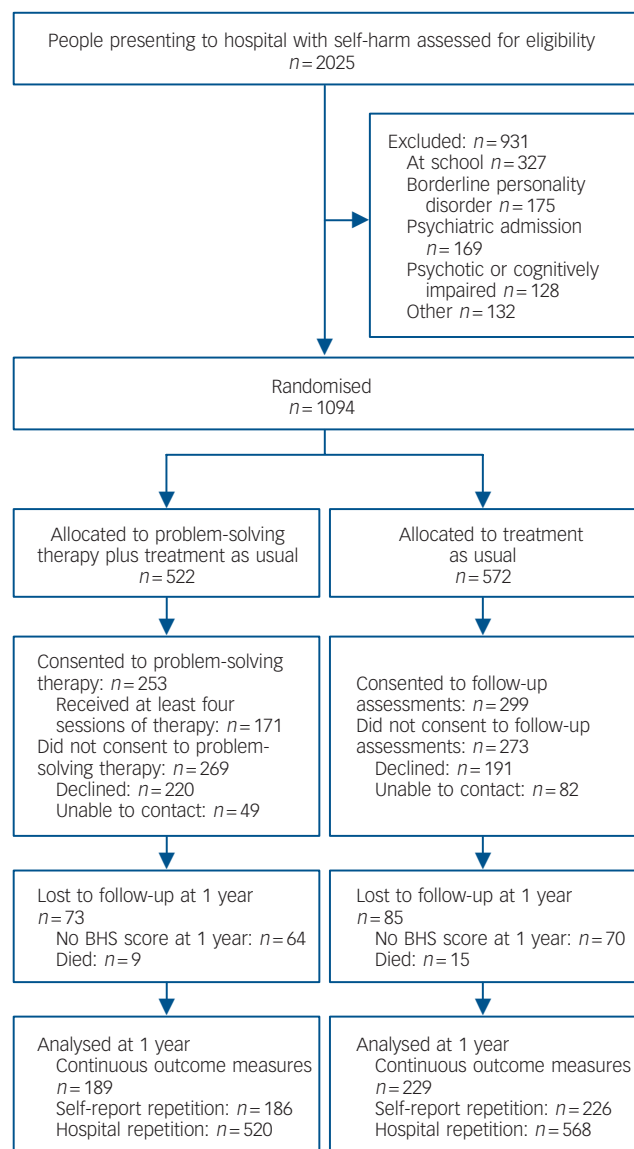 People presenting to hospital with self-harm assessed for eligibility
n=2025
Excluded: n=931
At school n=327
Borderline personality
disorder n=175
Psychiatric admission
n=169
Psychotic or cognitively
impaired n=128
Other n=132
Randomised
n=1094
Allocated to problem-solving
therapy plus treatment as usual
n=522
Allocated to treatment
as usual
n=572
Consented to problem-solving
therapy: n=253
Received at least four
sessions of therapy: n=171
Did not consent to problem-
solving therapy: n=269
Declined: n=220
Unable to contact: n=49
Consented to follow-up
assessments: n=299
Did not consent to follow-up
assessments: n=273
Declined: n=191
Unable to contact: n=82
Lost to follow-up at 1 year
n=73
No BHS score at 1 year: n=64
Died: n=9
Lost to follow-up at 1 year
n=85
No BHS score at 1 year: n=70
Died: n=15
Analysed at 1 year
Continuous outcome measures
n=189
Self-report repetition: n=186
Hospital repetition: n=520
Analysed at 1 year
Continuous outcome measures
n=229
Self-report repetition: n=226
Hospital repetition: n=568